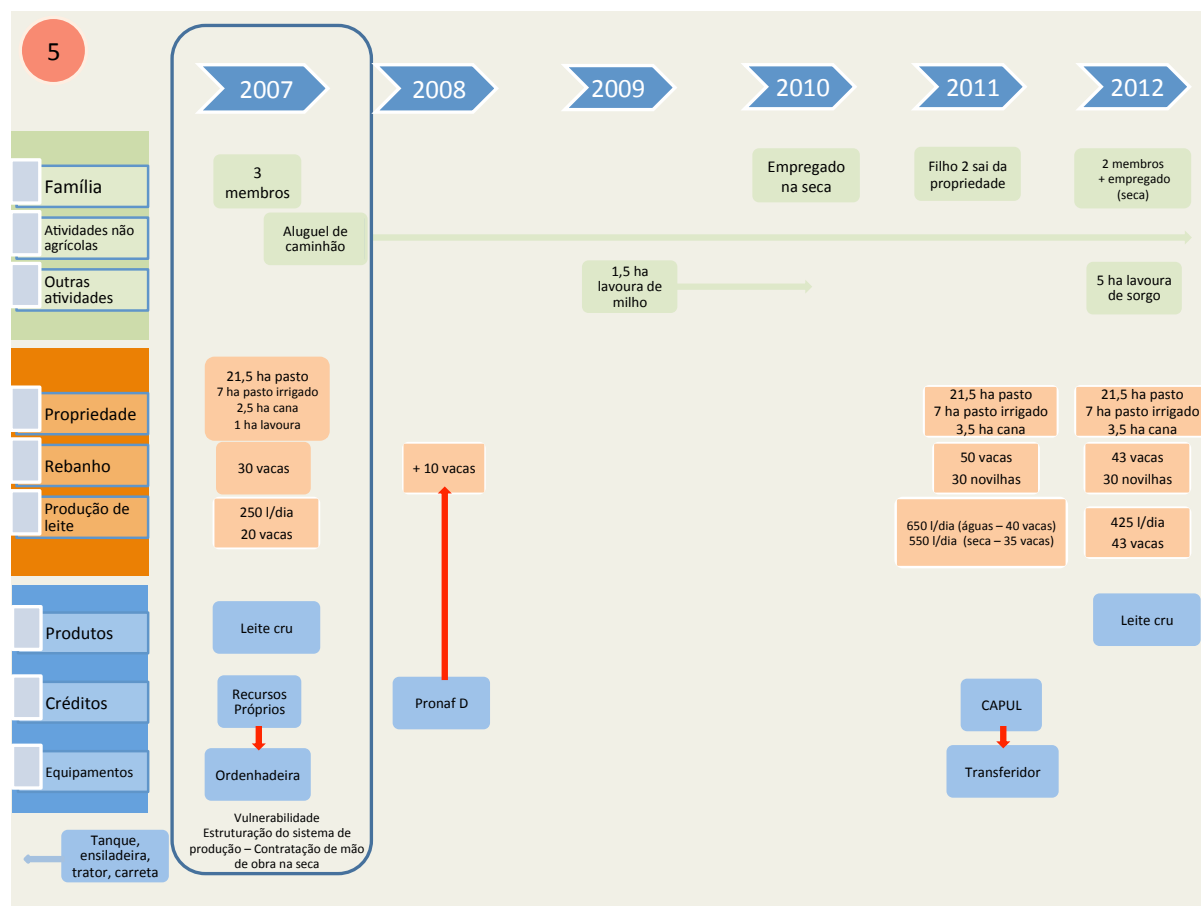 5
2007
2008
2009
2010
2011
2012
Família
3
membros
Empregado
na seca
Filho 2 sai da
propriedade
2 membros
+ empregado
(seca)
Atividades não
agrícolas
Aluguel de
caminhão
Outras
atividades
1,5 ha
lavoura de
milho
5 ha lavoura
de sorgo
Propriedade
21,5 ha pasto
7 ha pasto irrigado
2,5 ha cana
1 ha lavoura
21,5 ha pasto
7 ha pasto irrigado
3,5 ha cana
21,5 ha pasto
7 ha pasto irrigado
3,5 ha cana
Rebanho
30 vacas
+ 10 vacas
50 vacas
30 novilhas
43 vacas
30 novilhas
Produção de
leite
250 l/dia
20 vacas
650 l/dia (águas – 40 vacas)
550 l/dia (seca – 35 vacas)
425 l/dia
43 vacas
Produtos
Leite cru
Leite cru
Créditos
Recursos
Próprios
Pronaf D
CAPUL
Equipamentos
Ordenhadeira
Transferidor
Vulnerabilidade
Estruturação do sistema de
produção – Contratação de mão
de obra na seca
Tanque,
ensiladeira,
trator, carreta